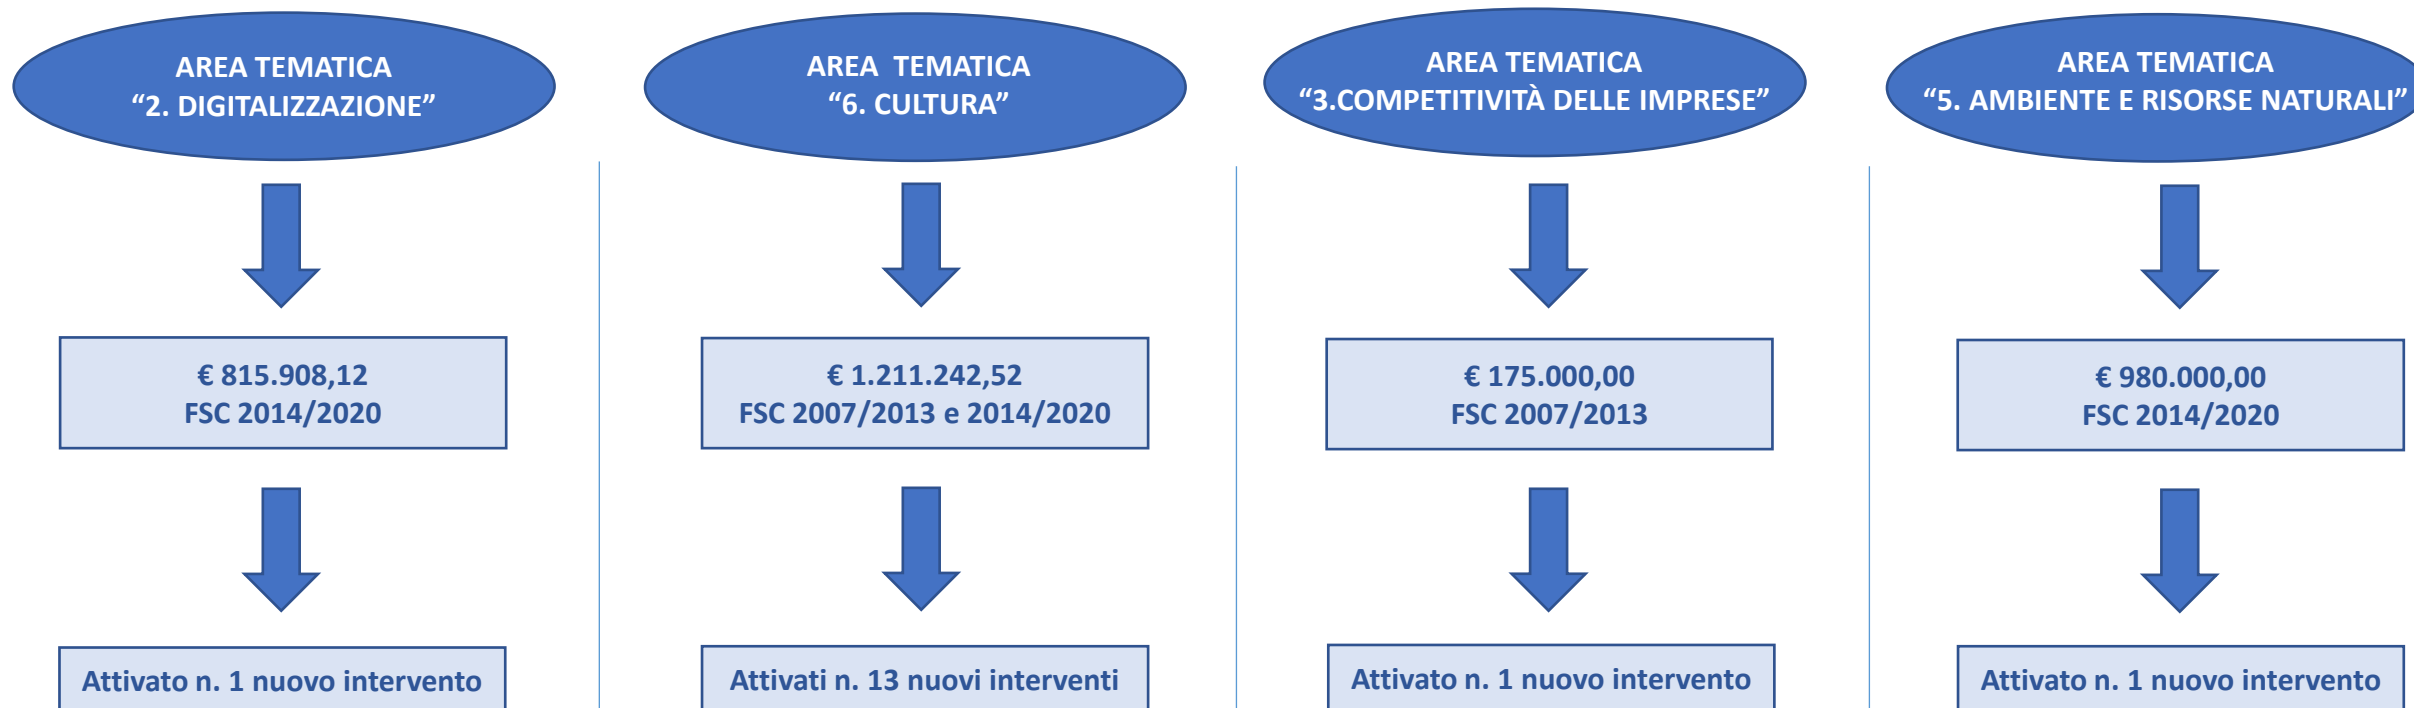 AREA TEMATICA
“2. DIGITALIZZAZIONE”
€ 815.908,12
FSC 2014/2020
Attivato n. 1 nuovo intervento
AREA TEMATICA
“6. CULTURA”
€ 1.211.242,52
FSC 2007/2013 e 2014/2020
Attivati n. 13 nuovi interventi
AREA TEMATICA
“3.COMPETITIVITÀ DELLE IMPRESE”
€ 175.000,00
FSC 2007/2013
Attivato n. 1 nuovo intervento
AREA TEMATICA
“5. AMBIENTE E RISORSE NATURALI”
€ 980.000,00
FSC 2014/2020
Attivato n. 1 nuovo intervento